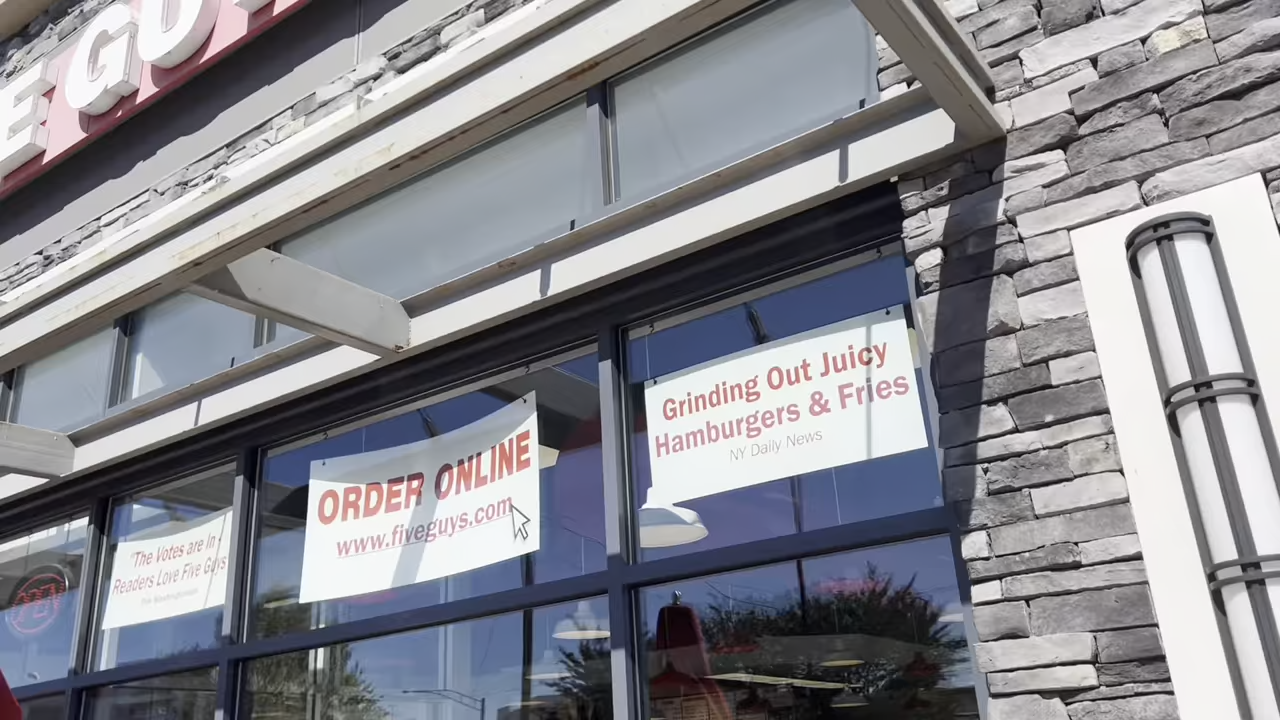 E GU
"The Votes are In -
Readers Love Five Guys
ORDER ONLINE
www.fiveguys.com
Grinding Out Juicy
Hamburgers & Fries
NY Daily News
OPEN